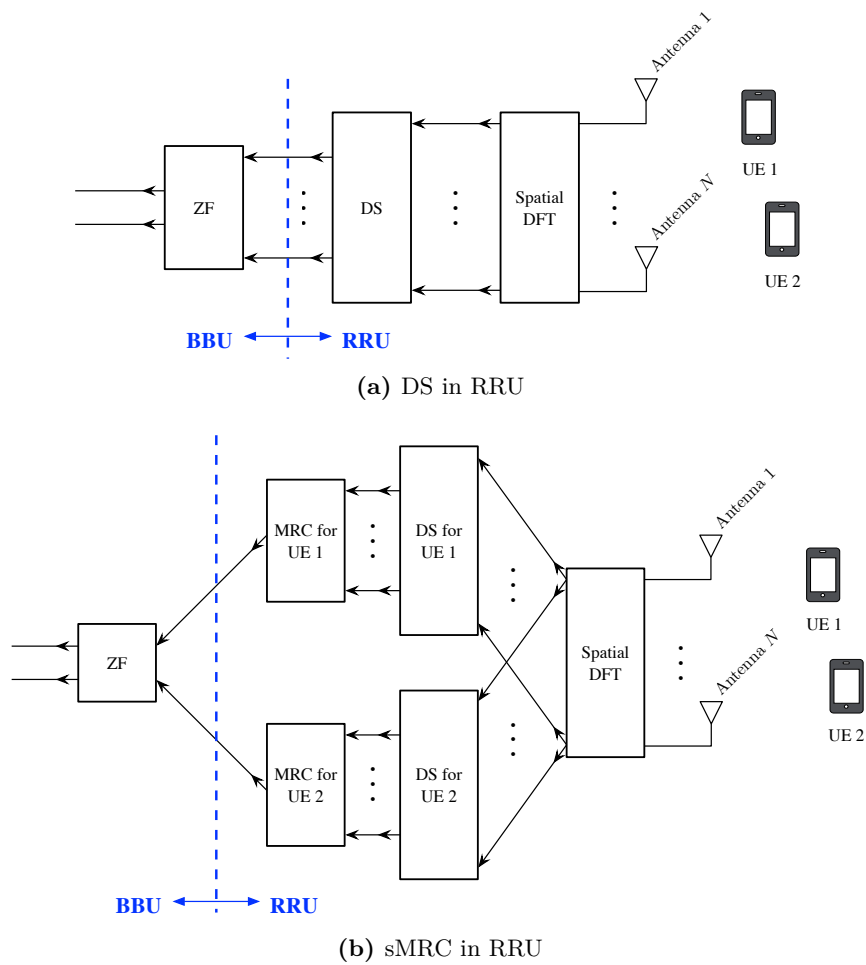 Antenna 1
UE 1
ZF
DS
Spatial
DFT
Antenna N
UE 2
BBU
RRU
(a) DS in RRU
MRC for
UE 1
DS for
UE 1
Antenna 1
UE 1
ZF
Spatial
DFT
Antenna N
UE 2
MRC for
UE 2
DS for
UE 2
BBU
RRU
(b) sMRC in RRU